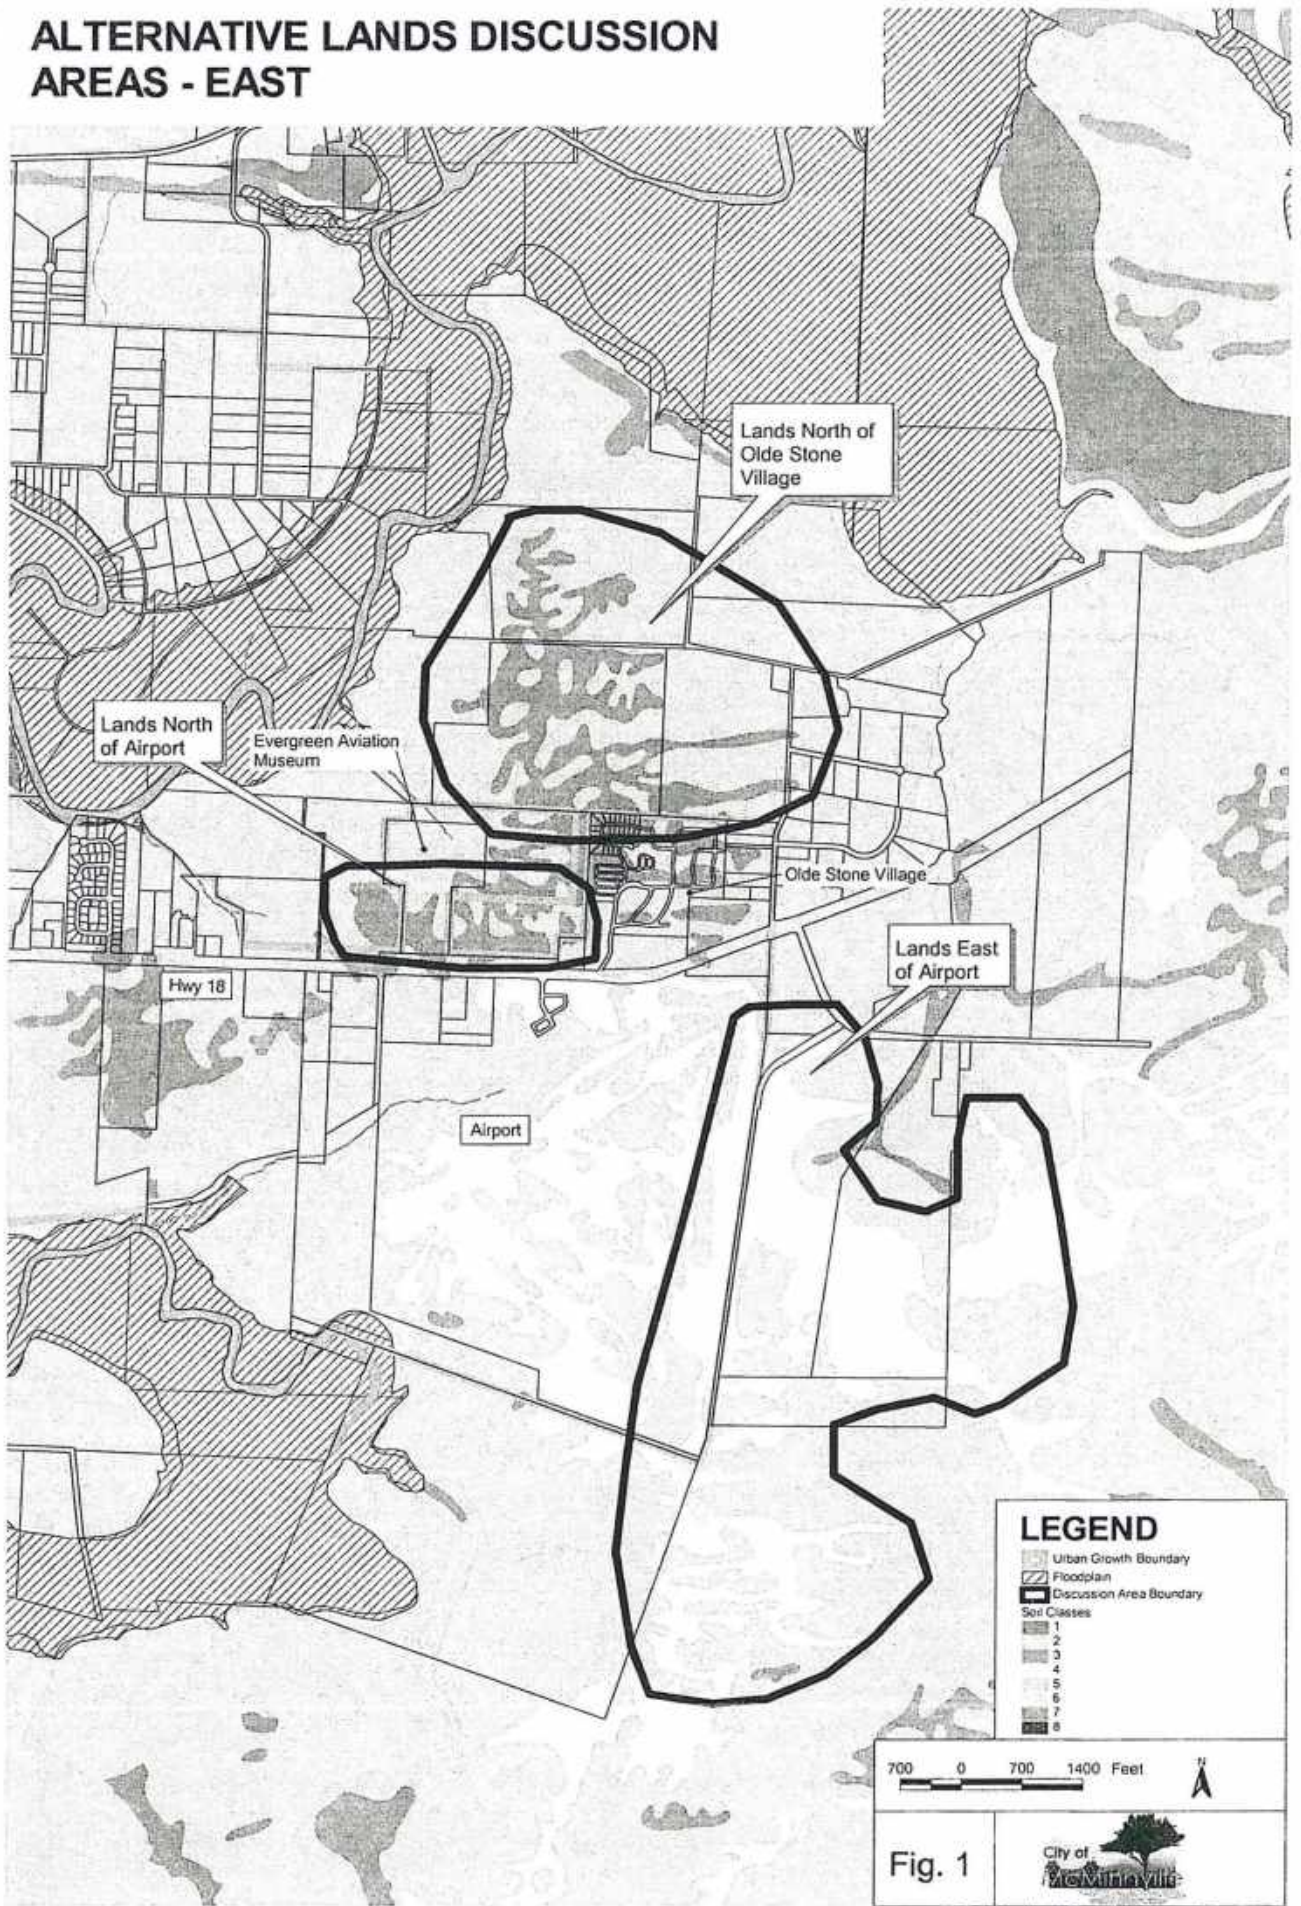 ALTERNATIVE LANDS DISCUSSION
AREAS - EAST
Lands North of
Olde Stone
Village
Lands North
of Airport
Evergreen Aviation
Museum
Olde Stone Village
Lands East
of Airport
Hwy 18
Airport
LEGEND
Urban Growth Boundary
Floodplain
Discussion Area Boundary
Soil Classes
1
2
3
4
5
6
7
8
700 0 700 1400 Feet
N
Fig. 1
City of
McMinnville